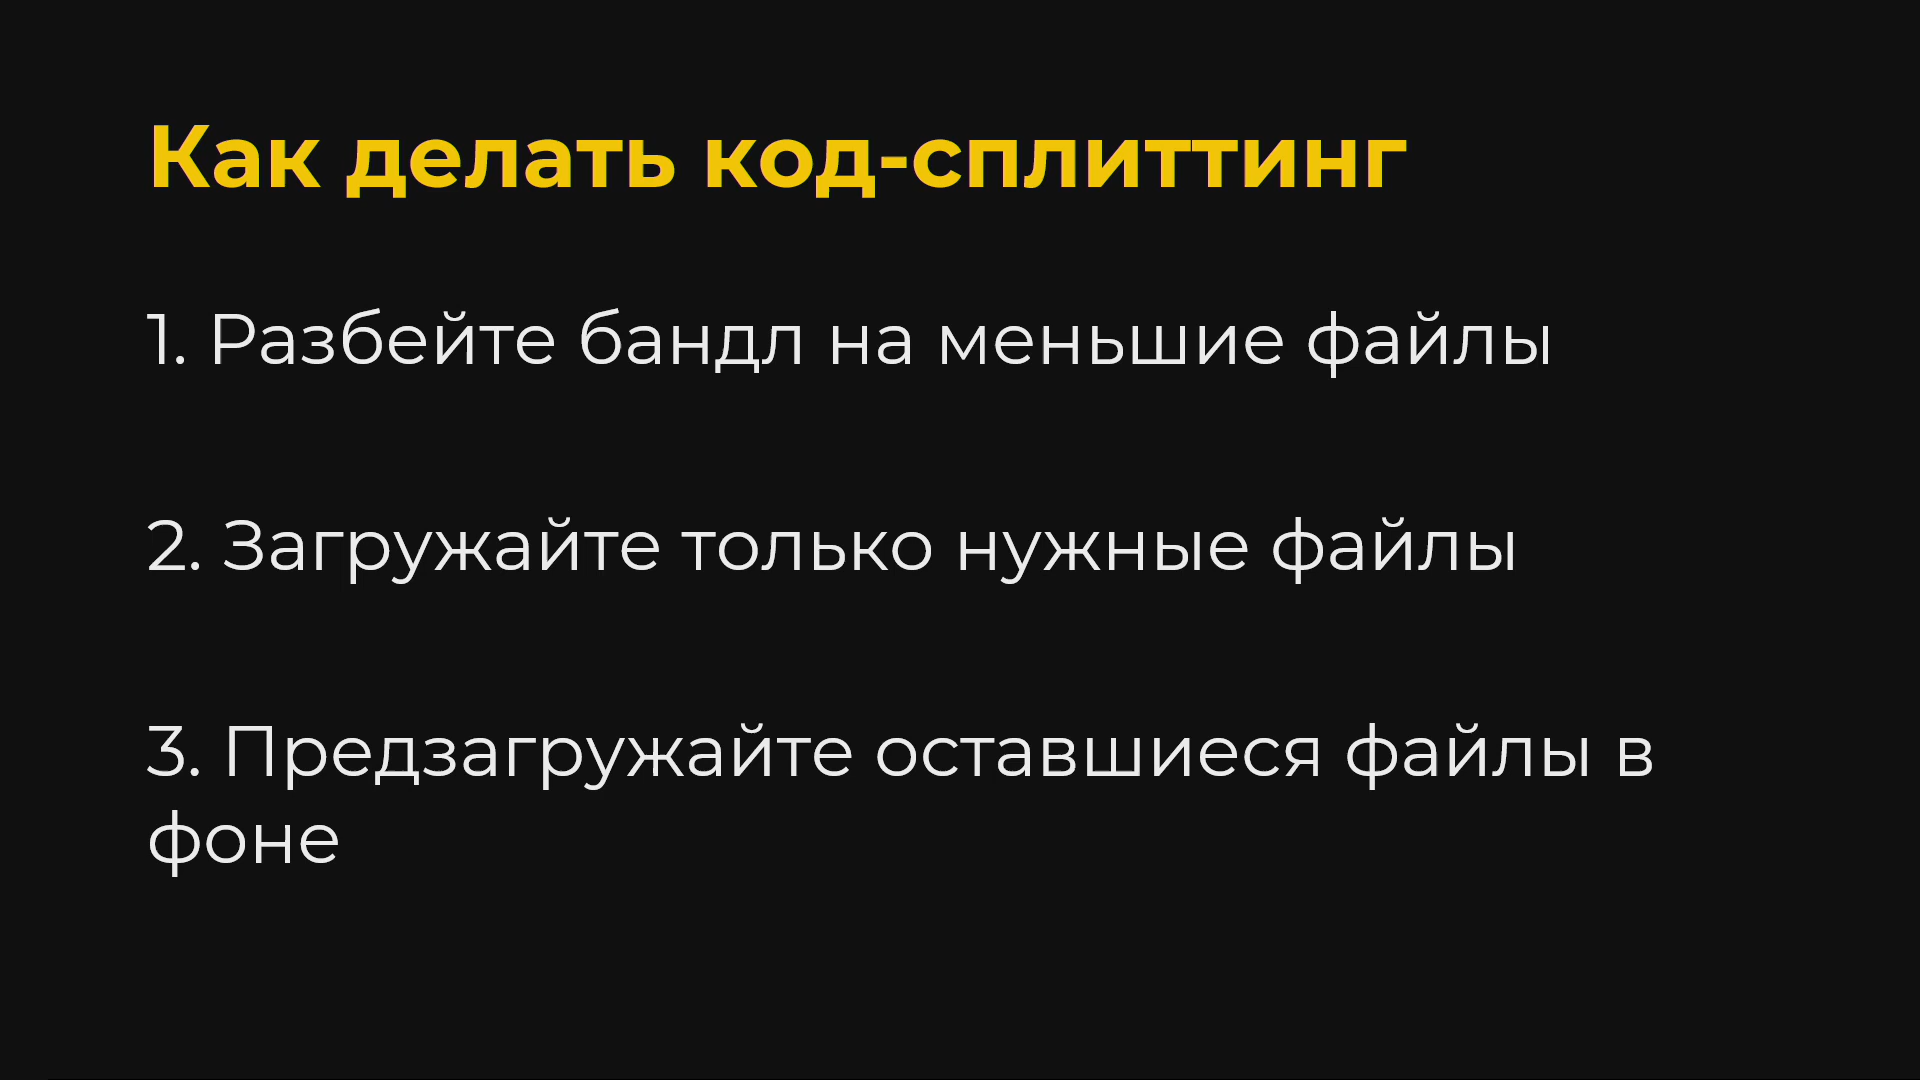 Как делать код-сплиттинг
1. Разбейте бандл на меньшие файлы
2. Загружайте только нужные файлы
3. Предзагружайте оставшиеся файлы в
фоне